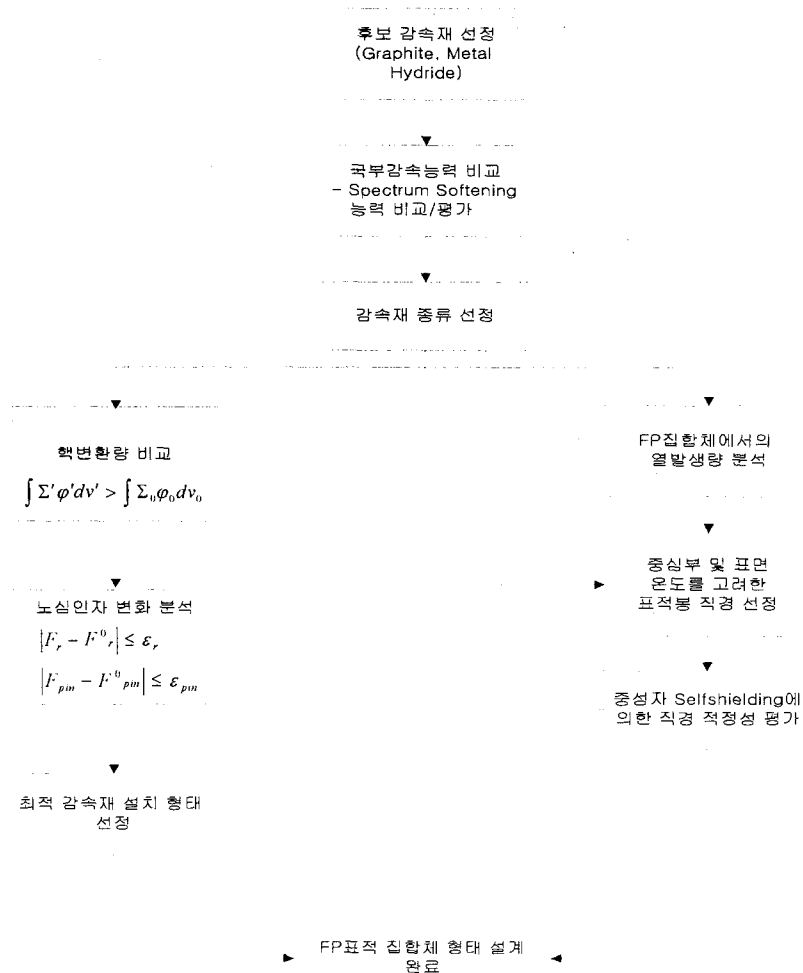 후보 감속재 선정
(Graphite, Metal
Hydride)
국부감속능력 비교
- Spectrum Softening
능력 비교/평가
감속재 종류 선정
핵변환량 비교
∫Σ′φ′dv′ > ∫Σ₀φ₀dv₀
노심인자 변화 분석
|F_r − F⁰_r| ≤ ε_r
|F_pin − F⁰_pin| ≤ ε_pin
최적 감속재 설치 형태
선정
FP집합체에서의
열발생량 분석
중심부 및 표면
온도를 고려한
표적봉 직경 선정
중성자 Selfshielding에
의한 직경 적정성 평가
FP표적 집합체 형태 설계
완료